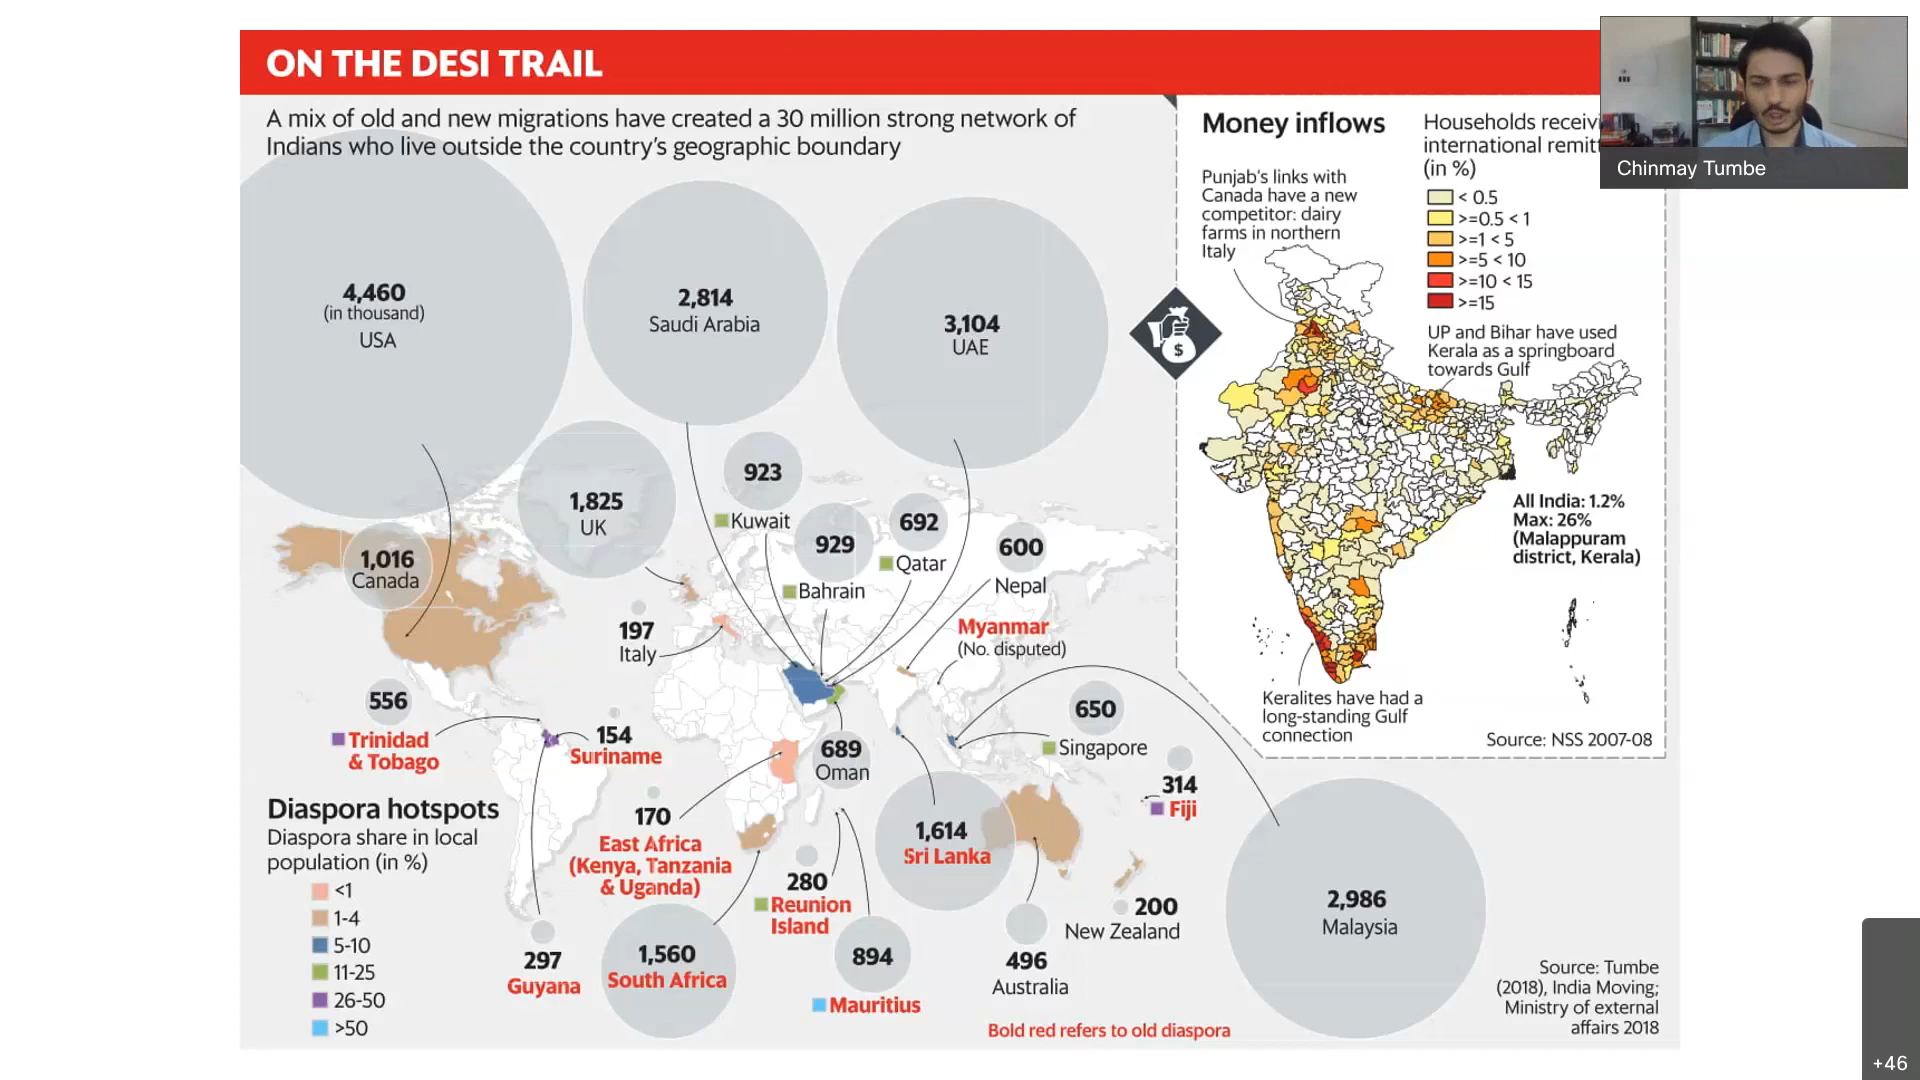 ON THE DESI TRAIL
A mix of old and new migrations have created a 30 million strong network of
Indians who live outside the country's geographic boundary
4,460
(in thousand)
USA
2,814
Saudi Arabia
3,104
UAE
1,825
UK
923
Kuwait
929
Bahrain
692
Qatar
600
Nepal
1,016
Canada
197
Italy
Myanmar
(No. disputed)
556
Trinidad
& Tobago
154
Suriname
689
Oman
650
Singapore
314
Fiji
170
East Africa
(Kenya, Tanzania
& Uganda)
280
Reunion
Island
1,614
Sri Lanka
200
New Zealand
2,986
Malaysia
297
Guyana
1,560
South Africa
894
Mauritius
496
Australia
Diaspora hotspots
Diaspora share in local
population (in %)
<1
1-4
5-10
11-25
26-50
>50
Bold red refers to old diaspora
Source: Tumbe
(2018), India Moving;
Ministry of external
affairs 2018
Money inflows
Punjab's links with
Canada have a new
competitor: dairy
farms in northern
Italy
Households
international
(in %)
< 0.5
>=0.5 < 1
>=1 < 5
>=5 < 10
>=10 < 15
>=15
UP and Bihar have used
Kerala as a springboard
towards Gulf
All India: 1.2%
Max: 26%
(Malappuram
district, Kerala)
Keralites have had a
long-standing Gulf
connection
Source: NSS 2007-08
$
Chinmay Tumbe
+46